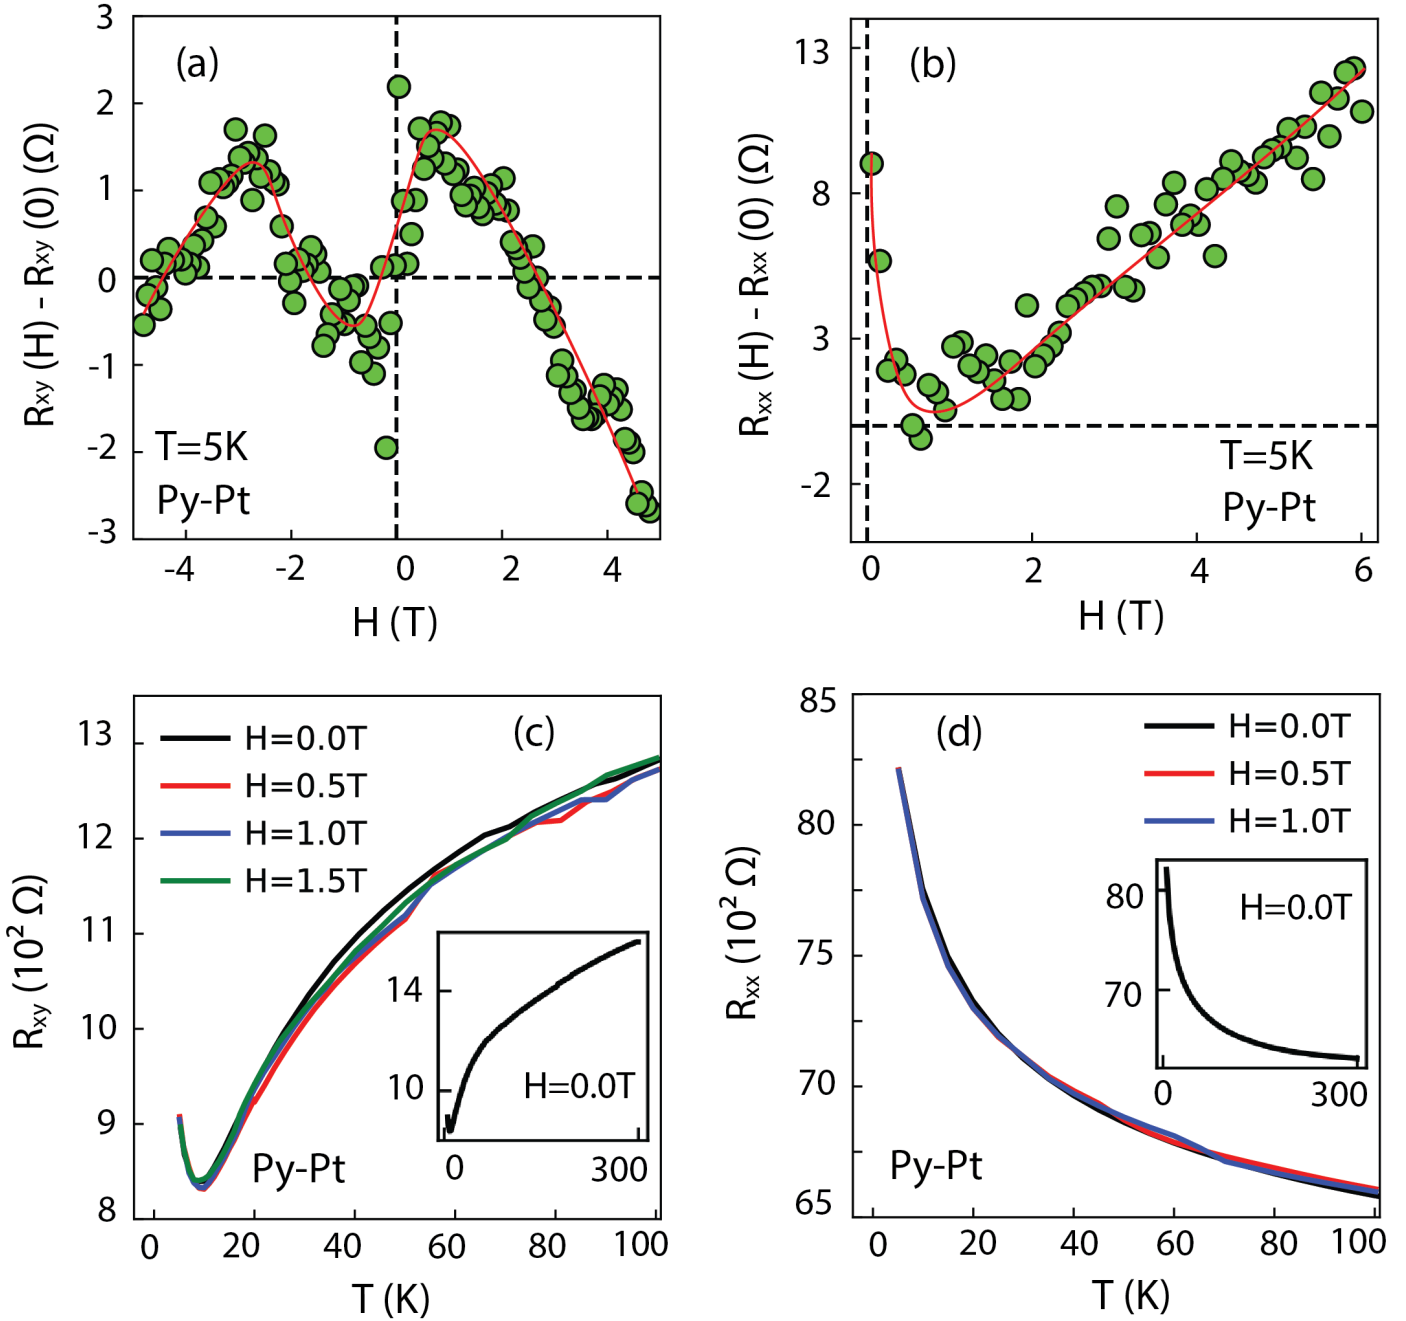 (a)
3
2
1
0
-1
-2
-3
Rxy (H) - Rxy (0) (Ω)
T=5K
Py-Pt
-4 -2 0 2 4
H (T)
(b)
13
8
3
-2
Rxx (H) - Rxx (0) (Ω)
T=5K
Py-Pt
0 2 4 6
H (T)
(c)
H=0.0T
H=0.5T
H=1.0T
H=1.5T
13
12
11
10
9
8
Rxy (10² Ω)
14
10
H=0.0T
0 300
Py-Pt
0 20 40 60 80 100
T (K)
(d)
H=0.0T
H=0.5T
H=1.0T
85
80
75
70
65
Rxx (10² Ω)
80
70
H=0.0T
0 300
Py-Pt
0 20 40 60 80 100
T (K)